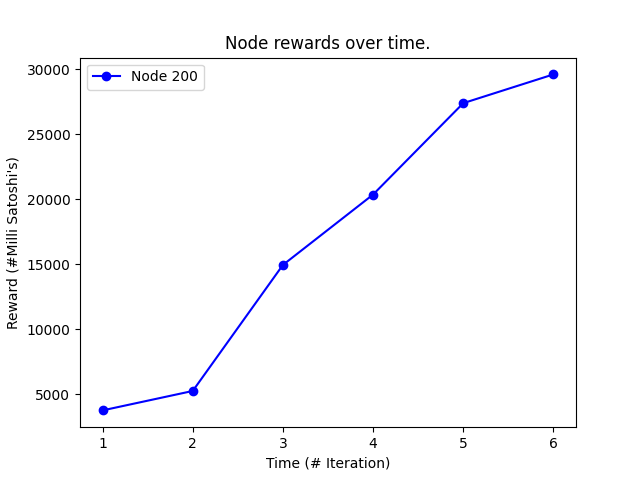 Node rewards over time.
Node 200
30000
25000
20000
15000
10000
5000
Reward (#Milli Satoshi's)
1 2 3 4 5 6
Time (# Iteration)